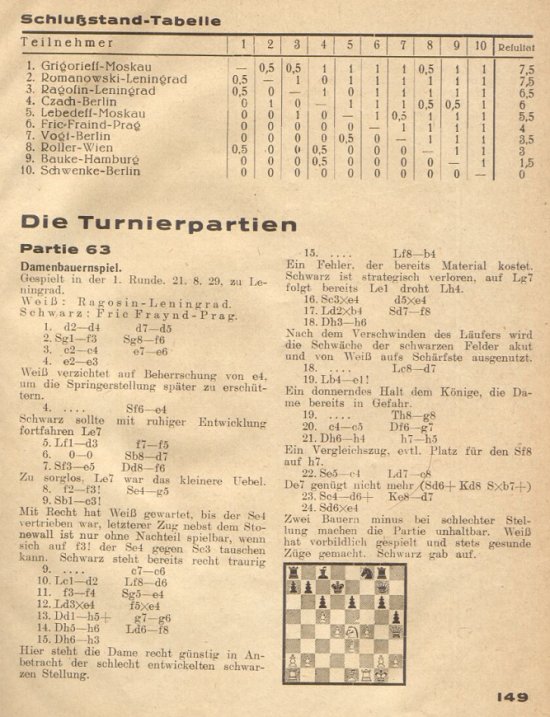 Schlußstand-Tabelle
Teilnehmer 1 2 3 4 5 6 7 8 9 10 Resultat
1. Grigorieff-Moskau — 0,5 0,5 1 1 1 1 0,5 1 1 7,5
2. Romanowski-Leningrad 0,5 — 1 0 1 1 1 1 1 1 7,5
3. Ragosin-Leningrad 0,5 0 — 1 0 1 1 1 1 1 6,5
4. Czach-Berlin 0 1 0 — 1 1 1 0,5 0,5 1 6
5. Lebedeff-Moskau 0 0 1 0 — 1 0,5 1 1 1 5,5
6. Fric-Fraind-Prag 0 0 0 0 0 — 1 1 1 1 4
7. Vogl-Berlin 0 0 0 0 0,5 0 — 1 1 1 3,5
8. Roller-Wien 0,5 0 0 0,5 0 0 0 — 1 1 3
9. Bauke-Hamburg 0 0 0 0,5 0 0 0 0 — 1 1,5
10. Schwenke-Berlin 0 0 0 0 0 0 0 0 0 — 0
Die Turnierpartien
Partie 63
Damenbauernspiel.
Gespielt in der 1. Runde. 21. 8. 29. zu Le-
ningrad.
Weiß: Ragosin-Leningrad.
Schwarz: Fric Fraynd-Prag.
1. d2—d4 d7—d5
2. Sg1—f3 Sg8—f6
3. c2—c4 e7—e6
4. e2—e3
Weiß verzichtet auf Beherrschung von e4,
um die Springerstellung später zu erschüt-
tern.
4. .... Sf6—e4
Schwarz sollte mit ruhiger Entwicklung
fortfahren Le7
5. Lf1—d3 f7—f5
6. 0—0 Sb8—d7
7. Sf3—e5 Dd8—f6
Zu sorglos, Le7 war das kleinere Uebel.
8. f2—f3! Se4—g5
9. Sb1—c3!
Mit Recht hat Weiß gewartet, bis der Se4
vertrieben war, letzterer Zug nebst dem Sto-
newall ist nur ohne Nachteil spielbar, wenn
sich auf f3! der Se4 gegen Sc3 tauschen
kann. Schwarz steht bereits recht traurig
9. .... c7—c6
10. Lc1—d2 Lf8—d6
11. f3—f4 Sg5—e4
12. Ld3×e4 f5×e4
13. Dd1—h5+ g7—g6
14. Dh5—h6 Ld6—f8
15. Dh6—h3
Hier steht die Dame recht günstig in An-
betracht der schlecht entwickelten schwar-
zen Stellung.
15. .... Lf8—b4
Ein Fehler, der bereits Material kostet.
Schwarz ist strategisch verloren, auf Lg7
folgt bereits Le1 droht Lh4.
16. Sc3×e4 d5×e4
17. Ld2×b4 Sd7—f8
18. Dh3—h6
Nach dem Verschwinden des Läufers wird
die Schwäche der schwarzen Felder akut
und von Weiß aufs Schärfste ausgenutzt.
18. .... Lc8—d7
19. Lb4—e1!
Ein donnerndes Halt dem Könige, die Da-
me bereits in Gefahr.
19. .... Th8—g8
20. c4—c5 Df6—g7
21. Dh6—h4 h7—h5
Ein Vergleichszug, evtl. Platz für den Sf8
auf h7.
22. Se5—c4 Ld7—c8
De7 genügt nicht mehr (Sd6+ Kd8 S×b7+)
23. Sc4—d6+ Ke8—d7
24. Sd6×e4
Zwei Bauern minus bei schlechter Stel-
lung machen die Partie unhaltbar. Weiß
hat vorbildlich gespielt und stets gesunde
Züge gemacht. Schwarz gab auf.
149